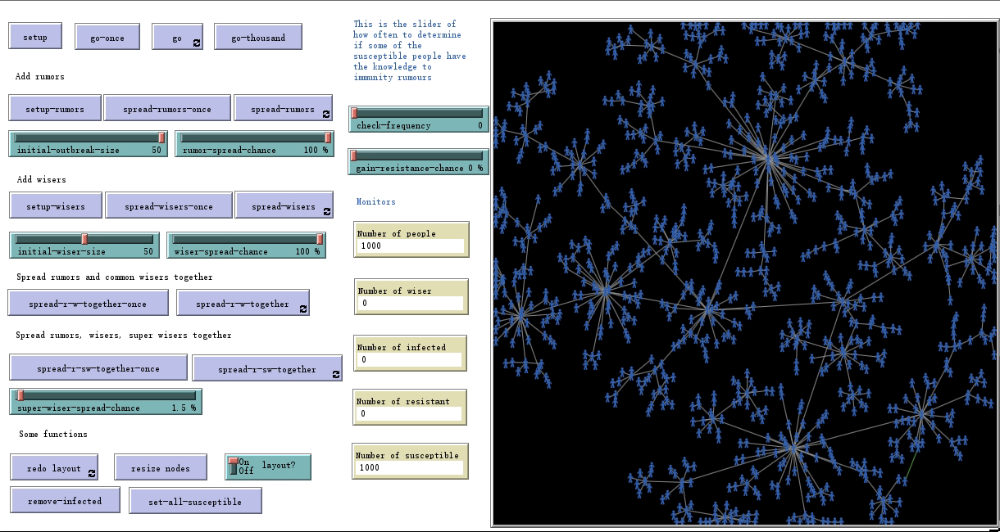 setup
go-once
go
go-thousand
Add rumors
setup-rumors
spread-rumors-once
spread-rumors
initial-outbreak-size 50
rumor-spread-chance 100 %
Add wisers
setup-wisers
spread-wisers-once
spread-wisers
initial-wiser-size 50
wiser-spread-chance 100 %
Spread rumors and common wisers together
spread-r-w-together-once
spread-r-w-together
Spread rumors, wisers, super wisers together
spread-r-sw-together-once
spread-r-sw-together
super-wiser-spread-chance 1.5 %
Some functions
redo layout
resize nodes
On
Off
layout?
remove-infected
set-all-susceptible
This is the slider of
how often to determine
if some of the
susceptible people have
the knowledge to
immunity rumours
check-frequency 0
gain-resistance-chance 0 %
Monitors
Number of people
1000
Number of wiser
0
Number of infected
0
Number of resistant
0
Number of susceptible
1000